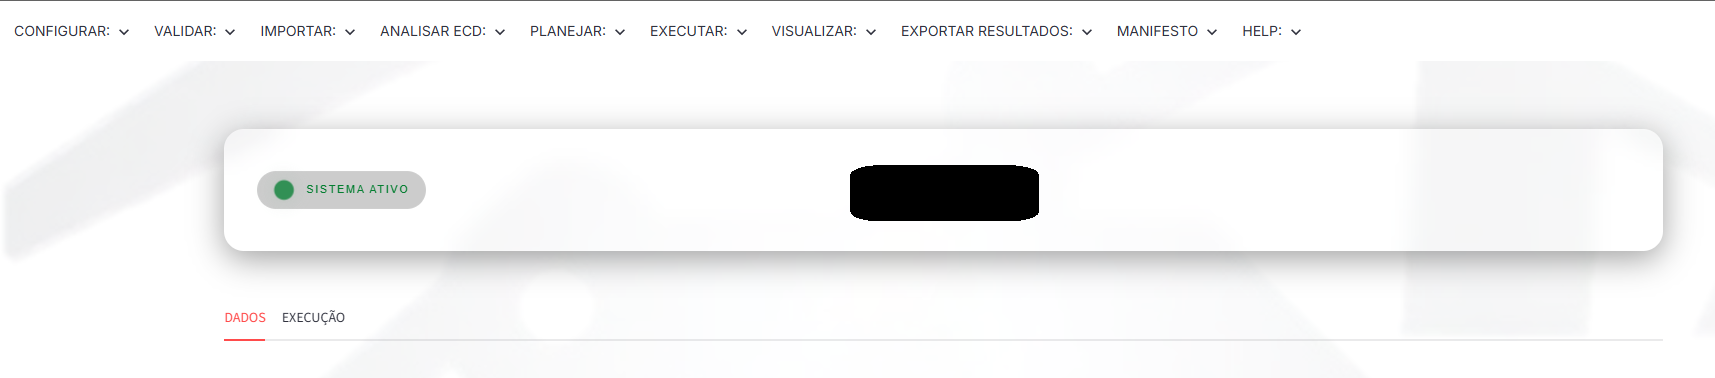 CONFIGURAR: VALIDAR: IMPORTAR: ANALISAR ECD: PLANEJAR: EXECUTAR: VISUALIZAR: EXPORTAR RESULTADOS: MANIFESTO HELP:
SISTEMA ATIVO
DADOS EXECUÇÃO